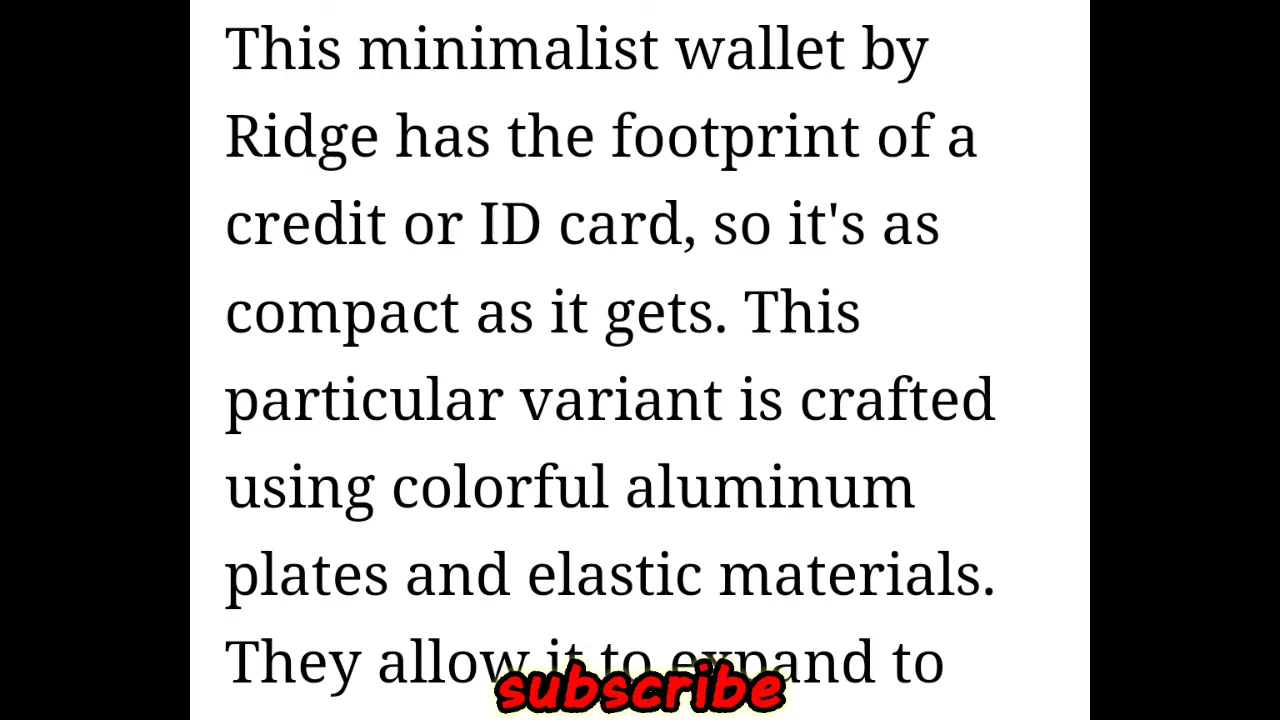 This minimalist wallet by
Ridge has the footprint of a
credit or ID card, so it's as
compact as it gets. This
particular variant is crafted
using colorful aluminum
plates and elastic materials.
They allow it to expand to
subscribe